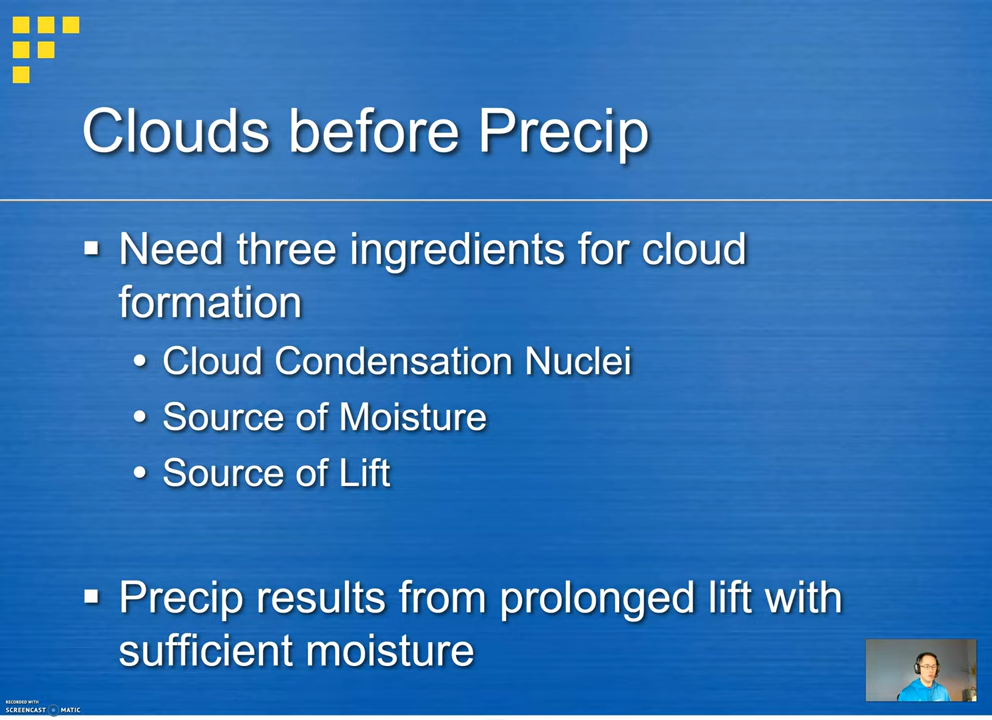 Clouds before Precip
▪ Need three ingredients for cloud
formation
• Cloud Condensation Nuclei
• Source of Moisture
• Source of Lift
▪ Precip results from prolonged lift with
sufficient moisture
RECORDED WITH
SCREENCAST MATIC